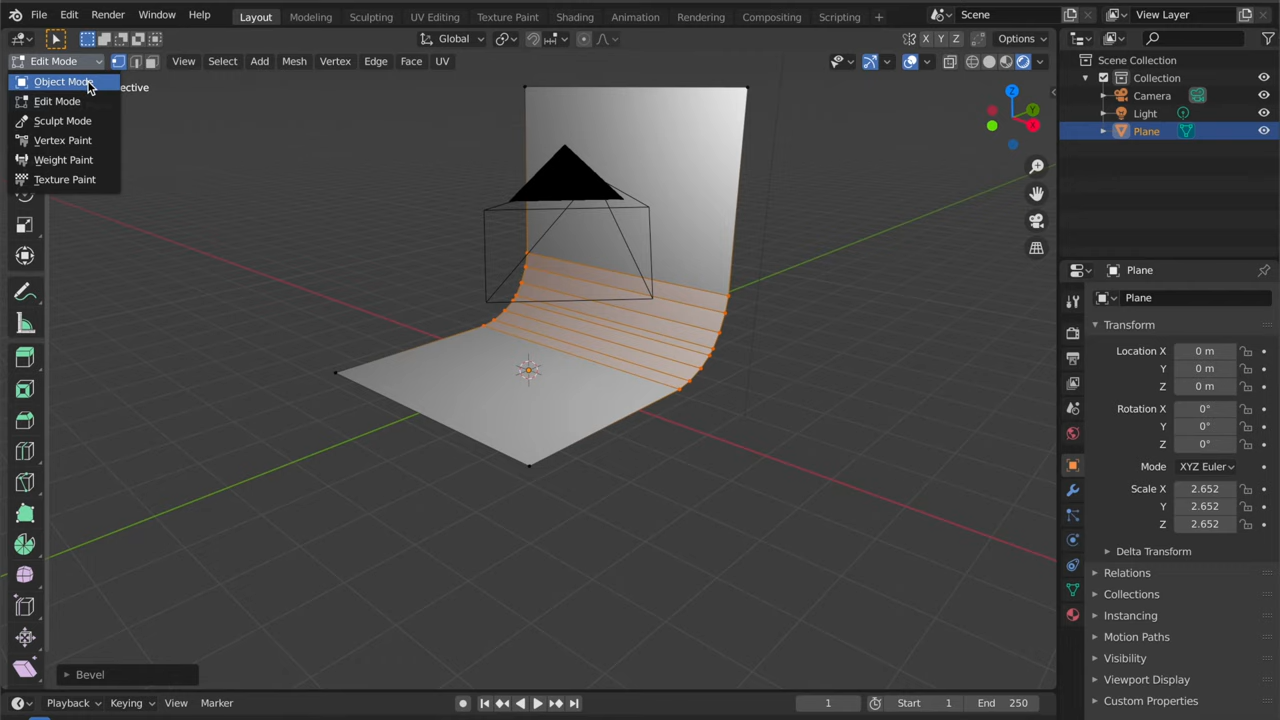 File Edit Render Window Help Layout Modeling Sculpting UV Editing Texture Paint Shading Animation Rendering Compositing Scripting + Scene View Layer
Global X Y Z Options
Edit Mode View Select Add Mesh Vertex Edge Face UV
Object Mode
Edit Mode
Sculpt Mode
Vertex Paint
Weight Paint
Texture Paint
Z
Y
X
Bevel
Scene Collection
Collection
Camera
Light
Plane
Plane
Plane
Transform
Location X 0 m
Y 0 m
Z 0 m
Rotation X 0°
Y 0°
Z 0°
Mode XYZ Euler
Scale X 2.652
Y 2.652
Z 2.652
Delta Transform
Relations
Collections
Instancing
Motion Paths
Visibility
Viewport Display
Custom Properties
Playback Keying View Marker 1 Start 1 End 250